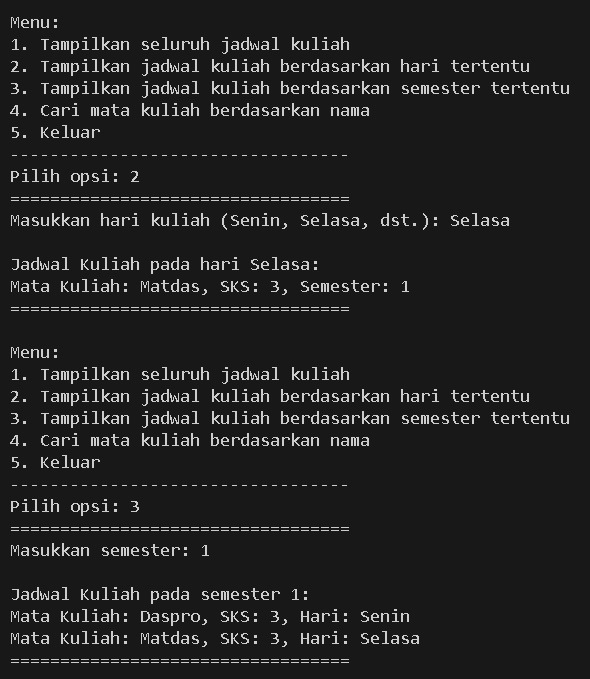 Menu:
1. Tampilkan seluruh jadwal kuliah
2. Tampilkan jadwal kuliah berdasarkan hari tertentu
3. Tampilkan jadwal kuliah berdasarkan semester tertentu
4. Cari mata kuliah berdasarkan nama
5. Keluar
----------------------------------
Pilih opsi: 2
==================================
Masukkan hari kuliah (Senin, Selasa, dst.): Selasa
Jadwal Kuliah pada hari Selasa:
Mata Kuliah: Matdas, SKS: 3, Semester: 1
==================================
Menu:
1. Tampilkan seluruh jadwal kuliah
2. Tampilkan jadwal kuliah berdasarkan hari tertentu
3. Tampilkan jadwal kuliah berdasarkan semester tertentu
4. Cari mata kuliah berdasarkan nama
5. Keluar
----------------------------------
Pilih opsi: 3
==================================
Masukkan semester: 1
Jadwal Kuliah pada semester 1:
Mata Kuliah: Daspro, SKS: 3, Hari: Senin
Mata Kuliah: Matdas, SKS: 3, Hari: Selasa
==================================